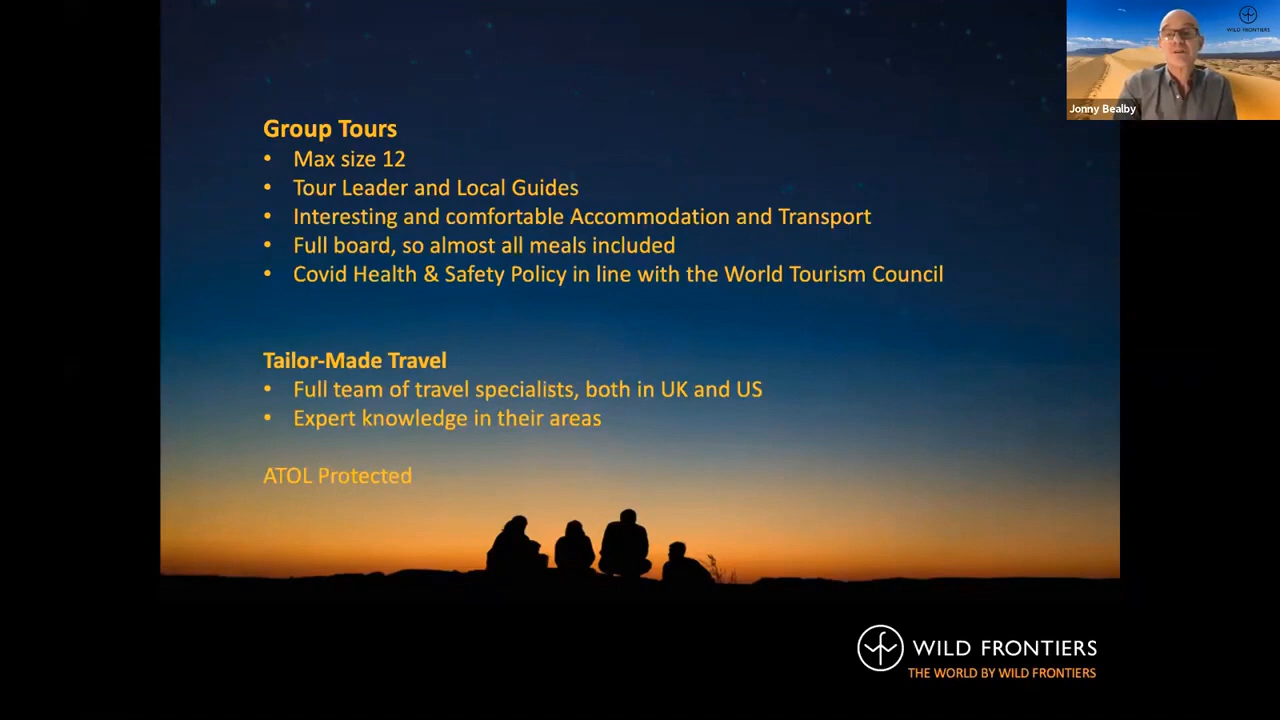 WILD FRONTIERS
Jonny Bealby
Group Tours
• Max size 12
• Tour Leader and Local Guides
• Interesting and comfortable Accommodation and Transport
• Full board, so almost all meals included
• Covid Health & Safety Policy in line with the World Tourism Council
Tailor-Made Travel
• Full team of travel specialists, both in UK and US
• Expert knowledge in their areas
ATOL Protected
WILD FRONTIERS
THE WORLD BY WILD FRONTIERS